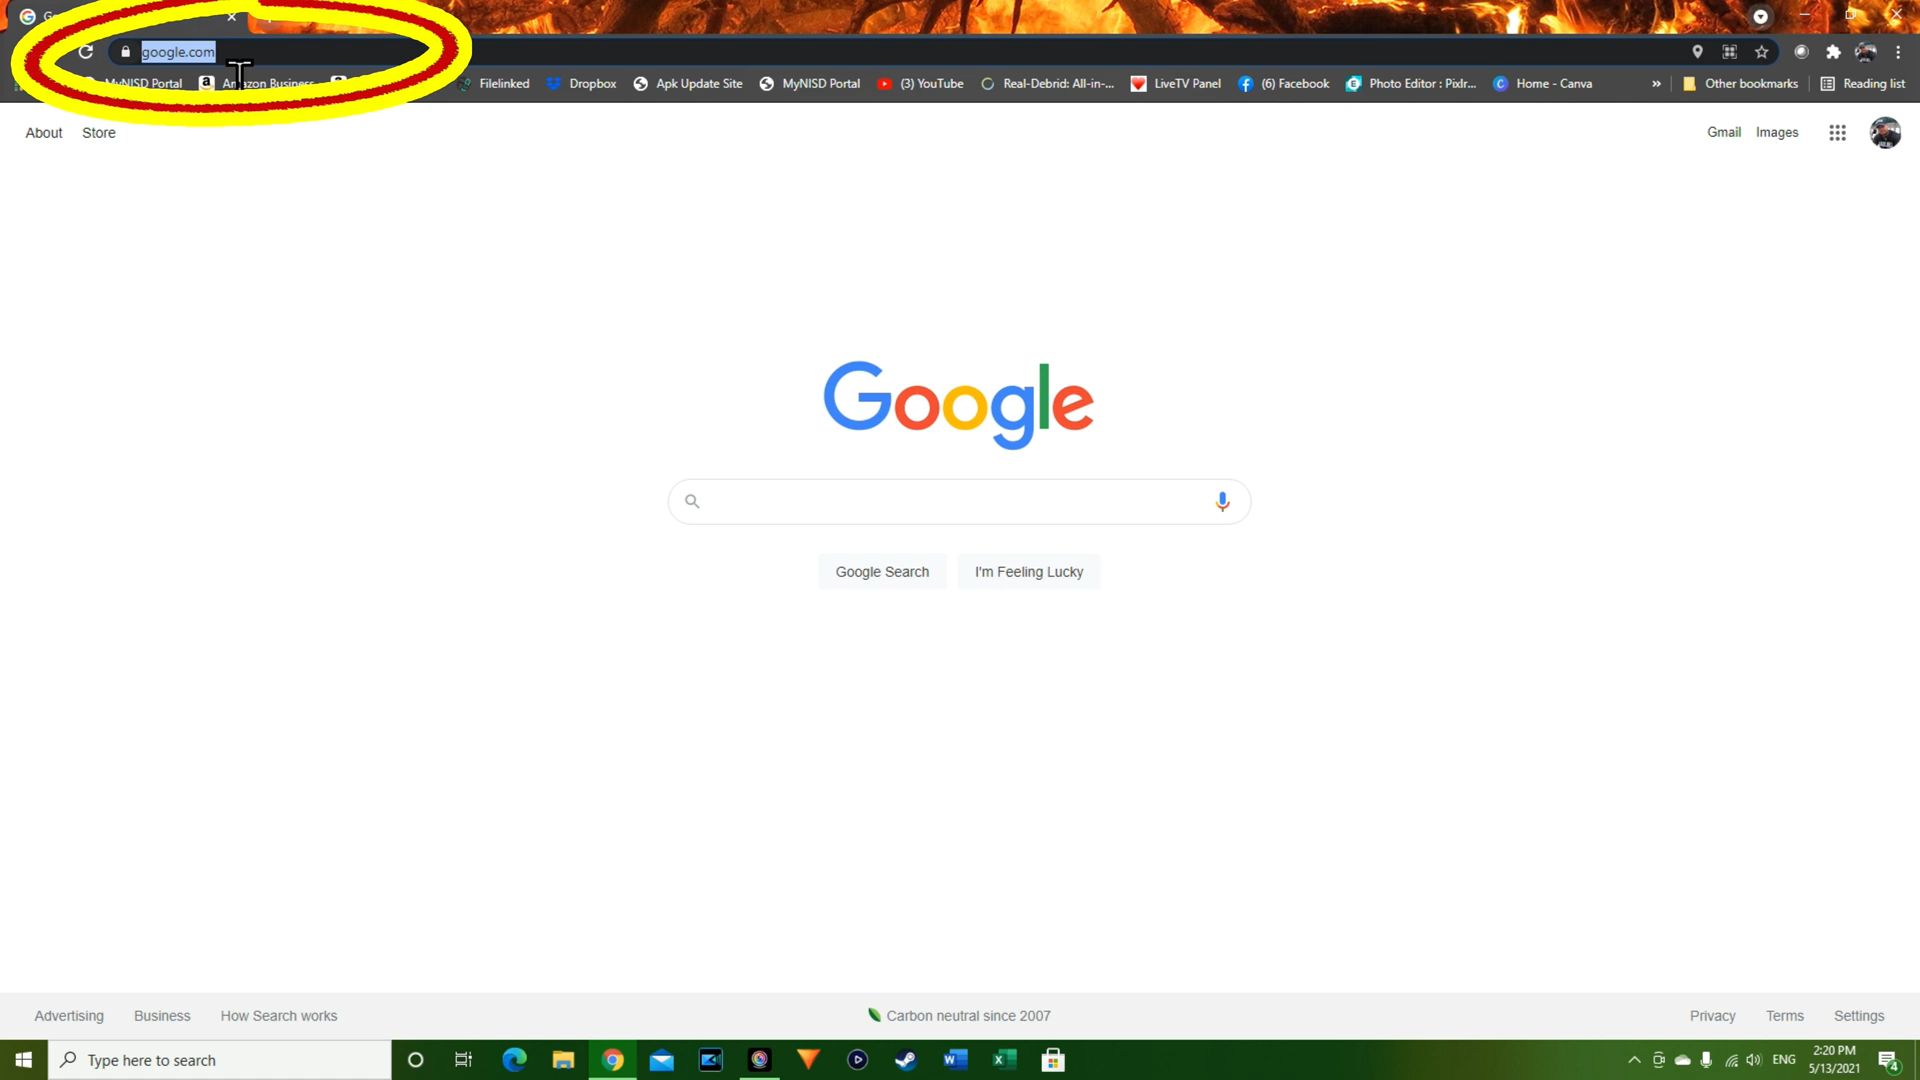 google.com
MyNISD Portal
Amazon Business
Filelinked
Dropbox
Apk Update Site
MyNISD Portal
(3) YouTube
Real-Debrid: All-in-...
LiveTV Panel
(6) Facebook
Photo Editor : Pixlr...
Home - Canva
»
Other bookmarks
Reading list
About
Store
Gmail
Images
Google
Google Search
I'm Feeling Lucky
Advertising
Business
How Search works
Carbon neutral since 2007
Privacy
Terms
Settings
Type here to search
ENG
2:20 PM
5/13/2021
4